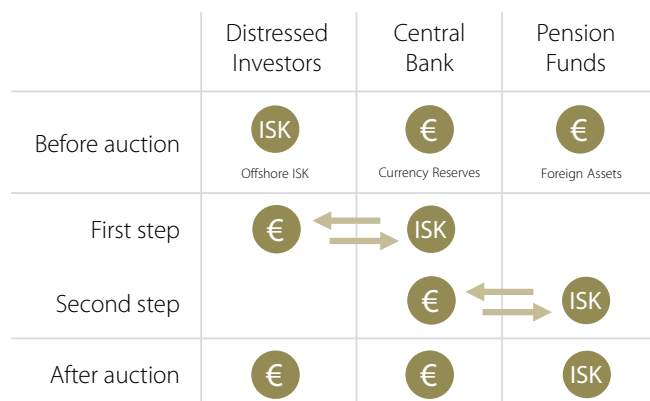 Distressed
Investors
Central
Bank
Pension
Funds
Before auction
ISK
€
€
Offshore ISK
Currency Reserves
Foreign Assets
First step
€
ISK
Second step
€
ISK
After auction
€
€
ISK